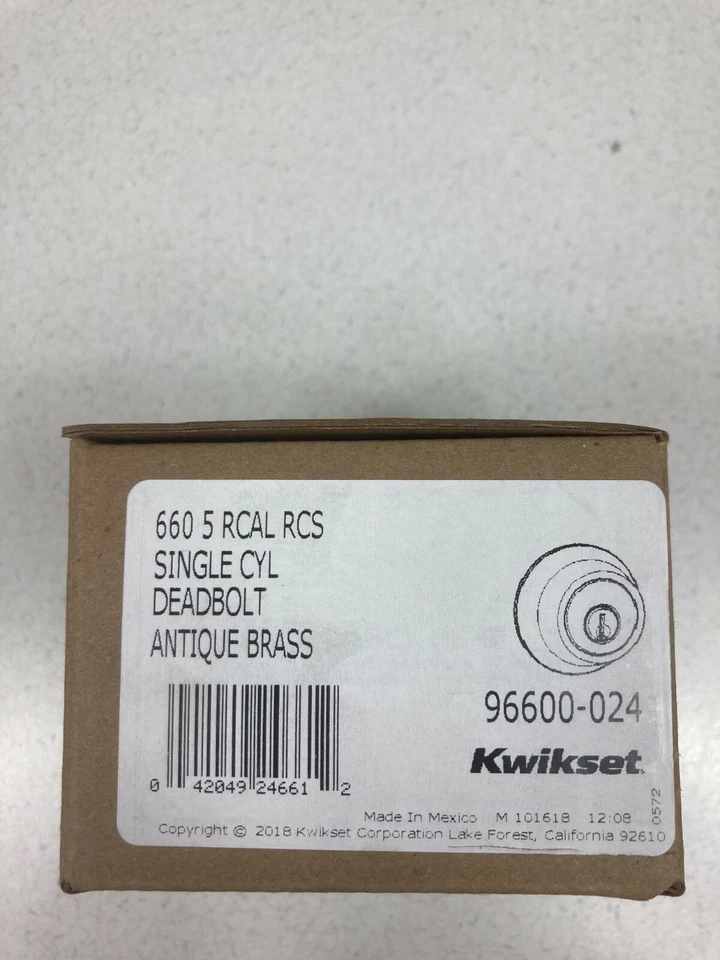 660 5 RCAL RCS
SINGLE CYL
DEADBOLT
ANTIQUE BRASS
96600-024
Kwikset
0 42049 24661 2
Made In Mexico M 101618 12:08
0572
Copyright © 2018 Kwikset Corporation Lake Forest, California 92610